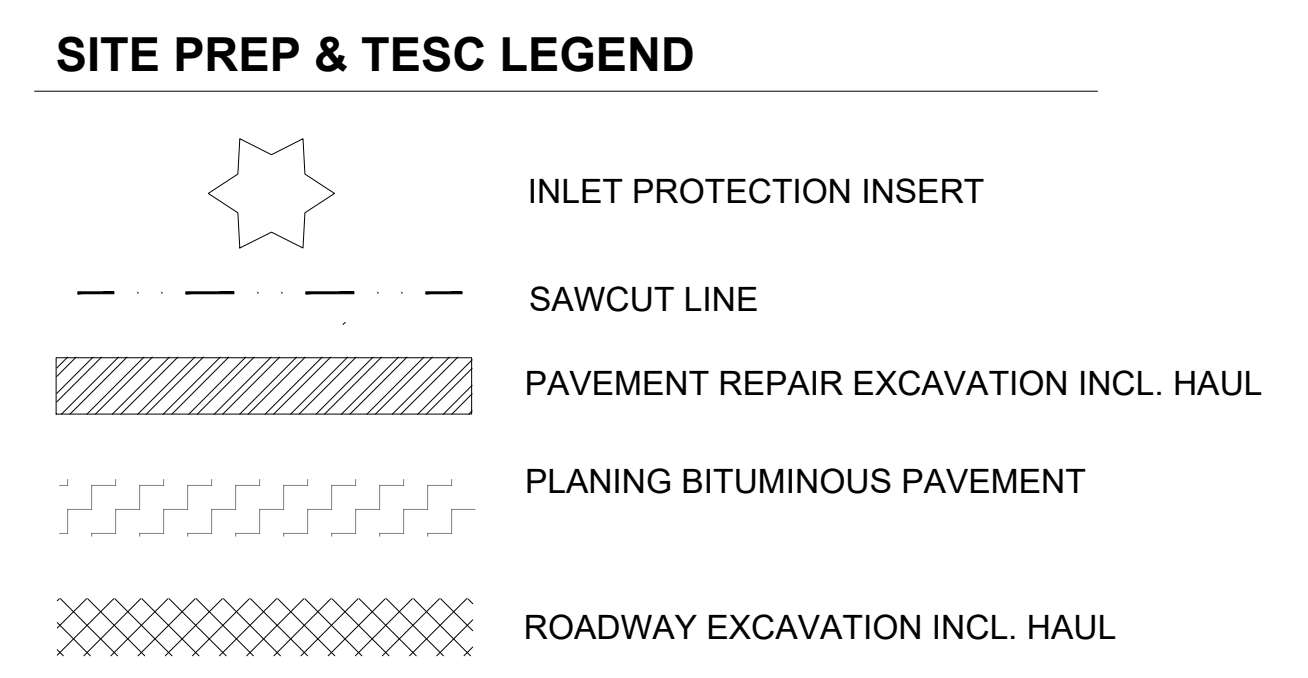 SITE PREP & TESC LEGEND
INLET PROTECTION INSERT
SAWCUT LINE
PAVEMENT REPAIR EXCAVATION INCL. HAUL
PLANING BITUMINOUS PAVEMENT
ROADWAY EXCAVATION INCL. HAUL